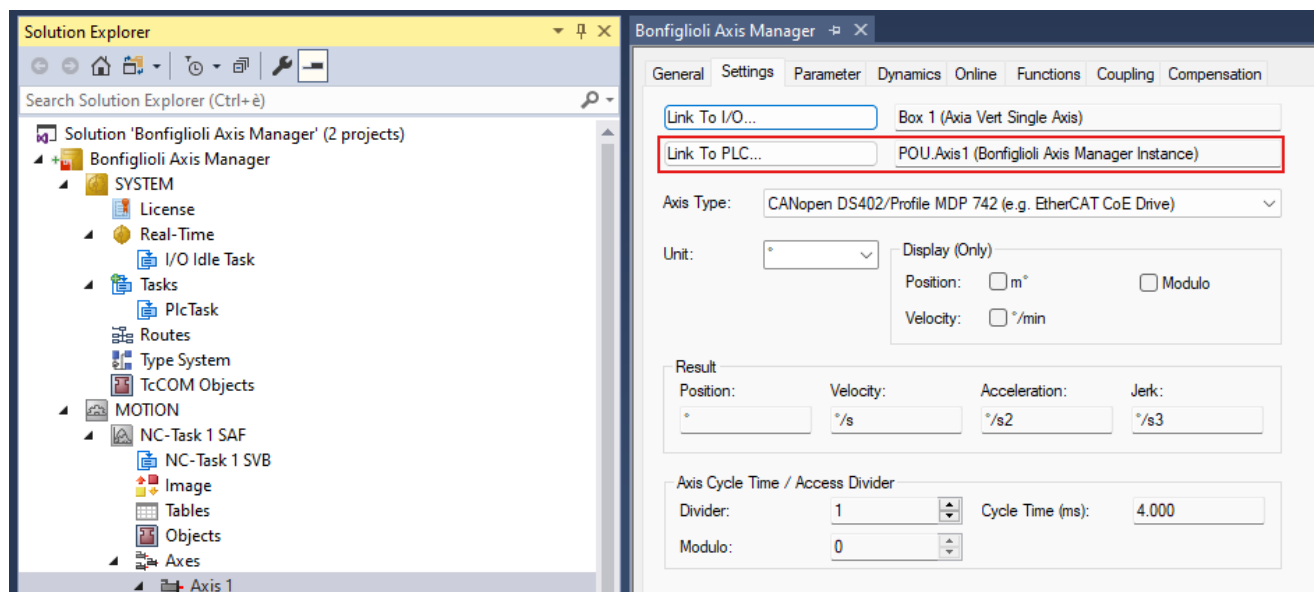 Solution Explorer
Search Solution Explorer (Ctrl+è)
Solution 'Bonfiglioli Axis Manager' (2 projects)
Bonfiglioli Axis Manager
SYSTEM
License
Real-Time
I/O Idle Task
Tasks
PlcTask
Routes
Type System
TcCOM Objects
MOTION
NC-Task 1 SAF
NC-Task 1 SVB
Image
Tables
Objects
Axes
Axis 1
Bonfiglioli Axis Manager
General Settings Parameter Dynamics Online Functions Coupling Compensation
Link To I/O... Box 1 (Axia Vert Single Axis)
Link To PLC... POU.Axis1 (Bonfiglioli Axis Manager Instance)
Axis Type: CANopen DS402/Profile MDP 742 (e.g. EtherCAT CoE Drive)
Unit: ° Display (Only)
Position: m° Modulo
Velocity: °/min
Result
Position: Velocity: Acceleration: Jerk:
° °/s °/s2 °/s3
Axis Cycle Time / Access Divider
Divider: 1 Cycle Time (ms): 4.000
Modulo: 0